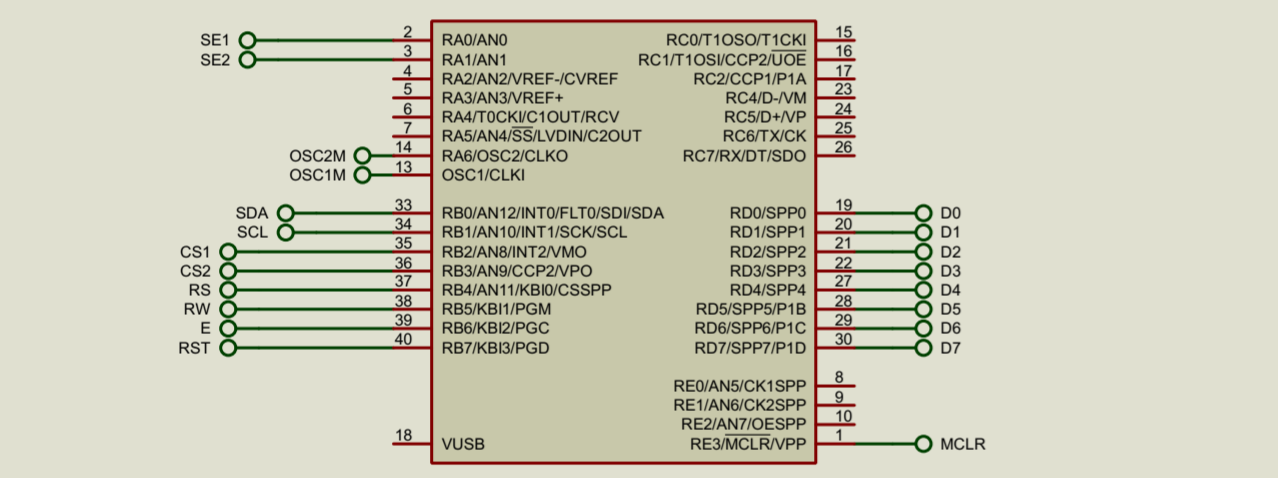 SE1 2 RA0/AN0 RC0/T1OSO/T1CKI 15
SE2 3 RA1/AN1 RC1/T1OSI/CCP2/UOE 16
4 RA2/AN2/VREF-/CVREF RC2/CCP1/P1A 17
5 RA3/AN3/VREF+ RC4/D-/VM 23
6 RA4/T0CKI/C1OUT/RCV RC5/D+/VP 24
7 RA5/AN4/SS/LVDIN/C2OUT RC6/TX/CK 25
OSC2M 14 RA6/OSC2/CLKO RC7/RX/DT/SDO 26
OSC1M 13 OSC1/CLKI
SDA 33 RB0/AN12/INT0/FLT0/SDI/SDA RD0/SPP0 19 D0
SCL 34 RB1/AN10/INT1/SCK/SCL RD1/SPP1 20 D1
CS1 35 RB2/AN8/INT2/VMO RD2/SPP2 21 D2
CS2 36 RB3/AN9/CCP2/VPO RD3/SPP3 22 D3
RS 37 RB4/AN11/KBI0/CSSPP RD4/SPP4 27 D4
RW 38 RB5/KBI1/PGM RD5/SPP5/P1B 28 D5
E 39 RB6/KBI2/PGC RD6/SPP6/P1C 29 D6
RST 40 RB7/KBI3/PGD RD7/SPP7/P1D 30 D7
RE0/AN5/CK1SPP 8
RE1/AN6/CK2SPP 9
RE2/AN7/OESPP 10
18 VUSB RE3/MCLR/VPP 1 MCLR